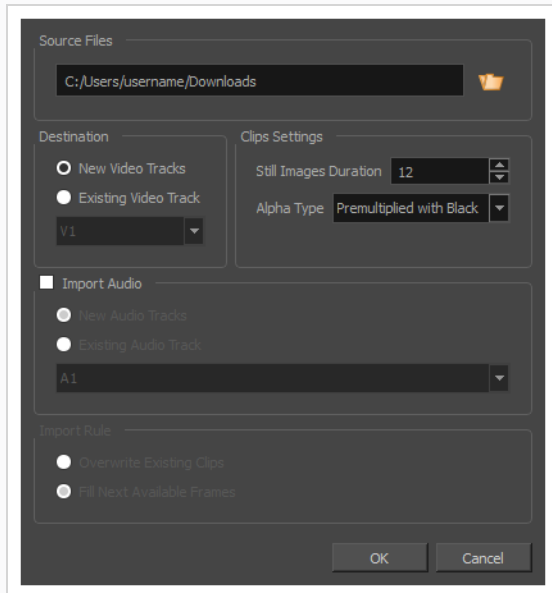 Source Files
C:/Users/username/Downloads
Destination
New Video Tracks
Existing Video Track
V1
Clips Settings
Still Images Duration 12
Alpha Type Premultiplied with Black
Import Audio
New Audio Tracks
Existing Audio Track
A1
Import Rule
Overwrite Existing Clips
Fill Next Available Frames
OK Cancel